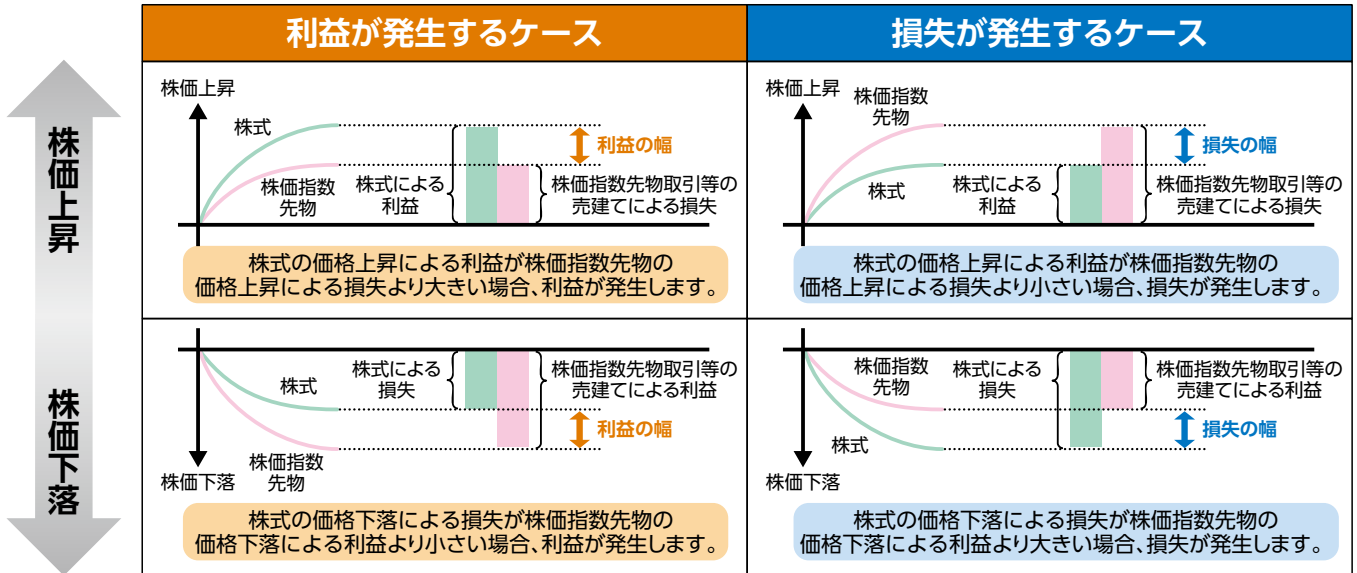 利益が発生するケース
損失が発生するケース
株価上昇
株価上昇
株式
株価指数
先物
株式による
利益
利益の幅
株価指数先物取引等の
売建てによる損失
株式の価格上昇による利益が株価指数先物の
価格上昇による損失より大きい場合、利益が発生します。
株価上昇
株価指数
先物
株式
株式による
利益
損失の幅
株価指数先物取引等の
売建てによる損失
株式の価格上昇による利益が株価指数先物の
価格上昇による損失より小さい場合、損失が発生します。
株価下落
株式
株価指数
先物
株価下落
株式による
損失
株価指数先物取引等の
売建てによる利益
利益の幅
株式の価格下落による損失が株価指数先物の
価格下落による利益より小さい場合、利益が発生します。
株価指数
先物
株式
株価下落
株式による
損失
株価指数先物取引等の
売建てによる利益
損失の幅
株式の価格下落による損失が株価指数先物の
価格下落による利益より大きい場合、損失が発生します。